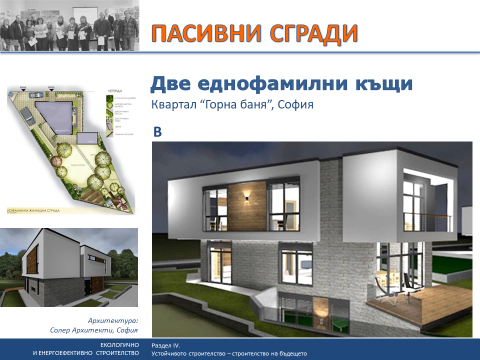 ПАСИВНИ СГРАДИ
Две еднофамилни къщи
Квартал “Горна баня”, София
В
Архитектура:
Солер Архитекти, София
ЕКОЛОГИЧНО
И ЕНЕРГОЕФЕКТИВНО СТРОИТЕЛСТВО
Раздел IV.
Устойчивото строителство – строителство на бъдещето